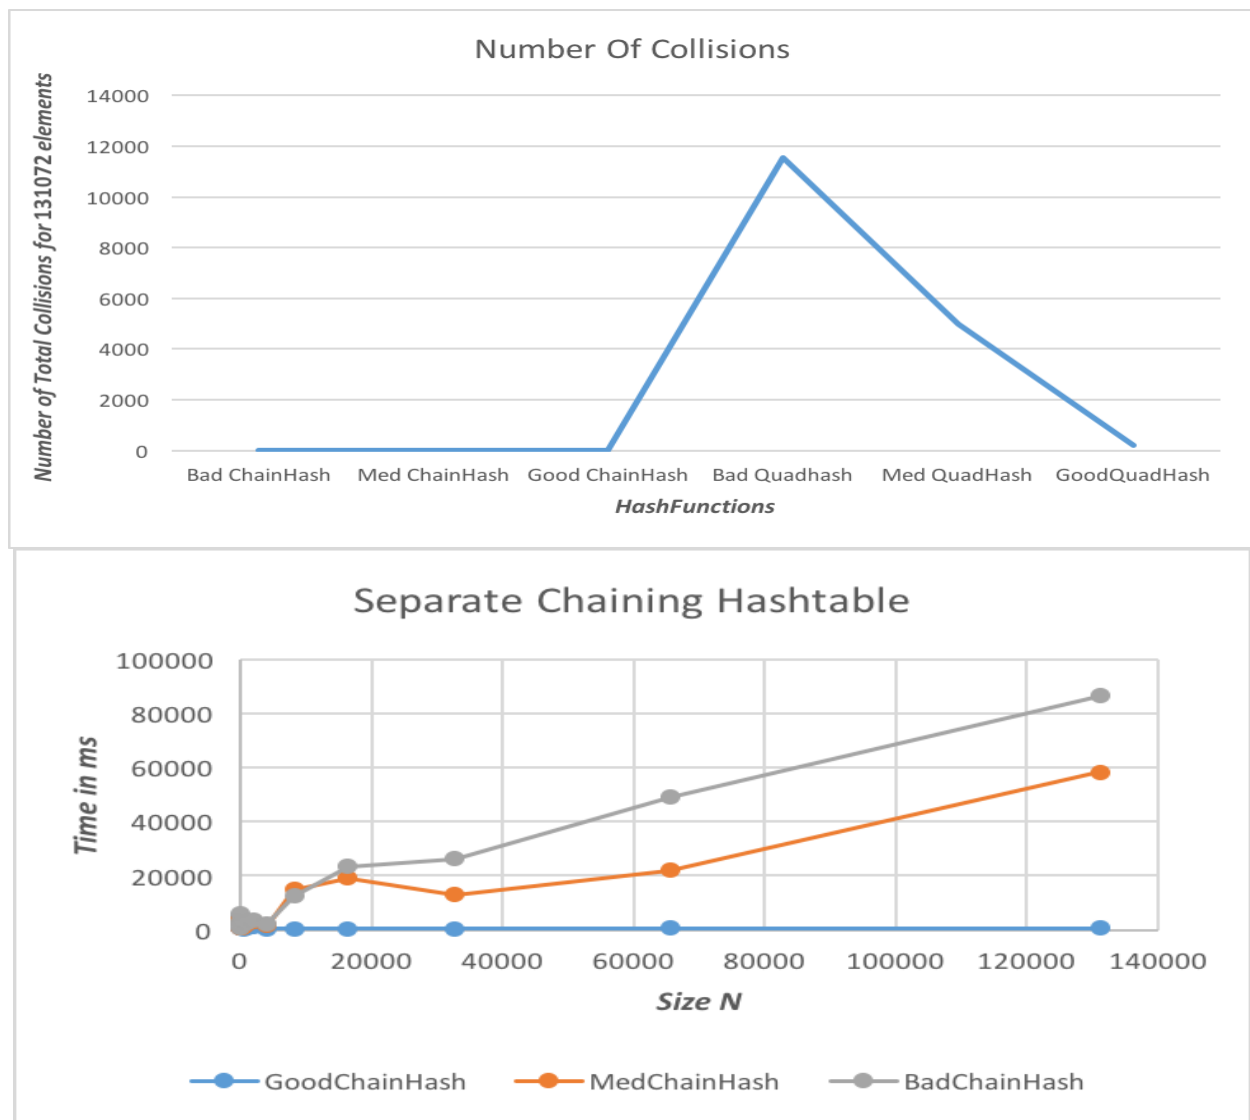 Number Of Collisions
Number of Total Collisions for 131072 elements
14000
12000
10000
8000
6000
4000
2000
0
Bad ChainHash Med ChainHash Good ChainHash Bad Quadhash Med QuadHash GoodQuadHash
HashFunctions
Separate Chaining Hashtable
Time in ms
100000
80000
60000
40000
20000
0
0 20000 40000 60000 80000 100000 120000 140000
Size N
GoodChainHash MedChainHash BadChainHash